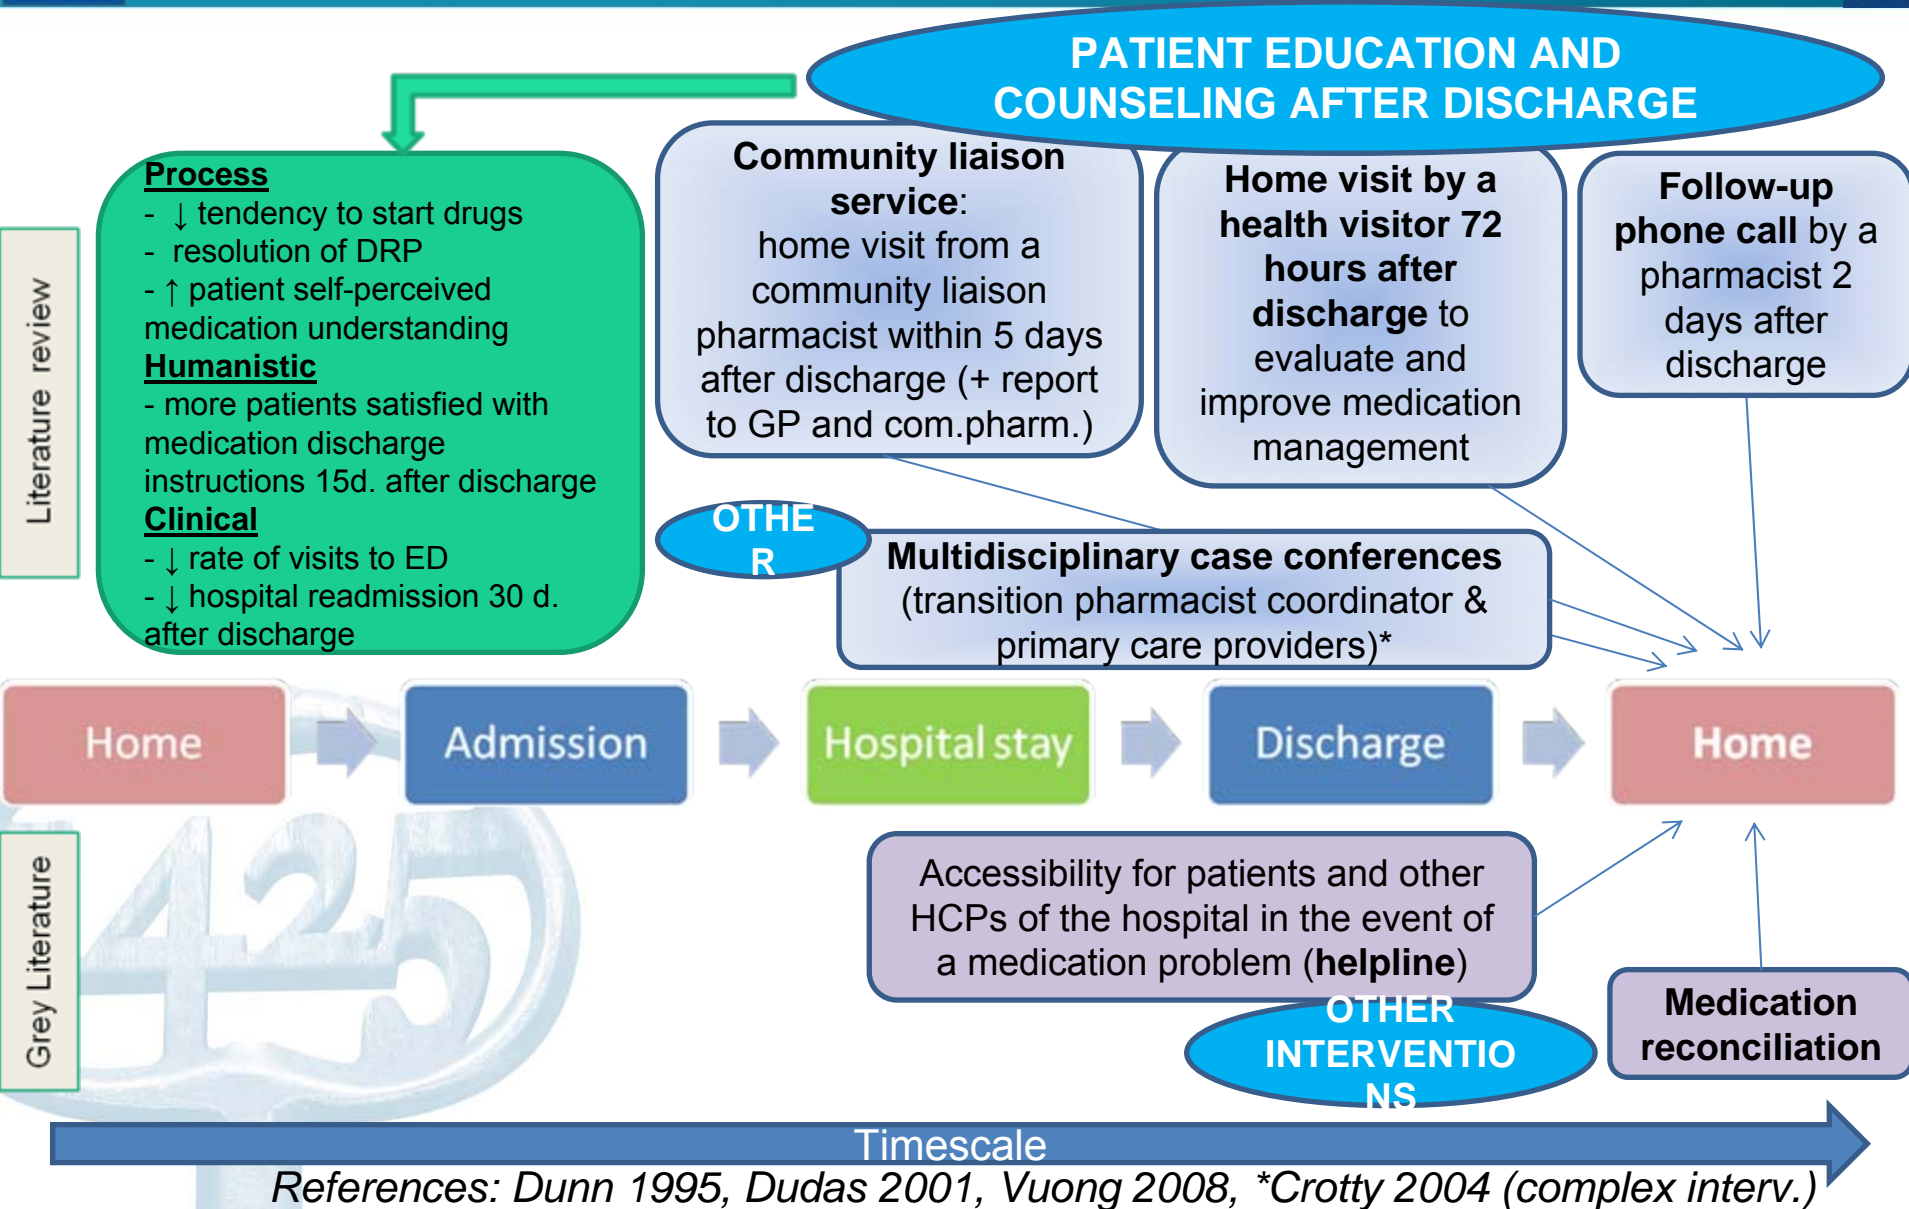 PATIENT EDUCATION AND
COUNSELING AFTER DISCHARGE
Literature review
Process
- ↓ tendency to start drugs
- resolution of DRP
- ↑ patient self-perceived
medication understanding
Humanistic
- more patients satisfied with
medication discharge
instructions 15d. after discharge
Clinical
- ↓ rate of visits to ED
- ↓ hospital readmission 30 d.
after discharge
Community liaison
service:
home visit from a
community liaison
pharmacist within 5 days
after discharge (+ report
to GP and com.pharm.)
Home visit by a
health visitor 72
hours after
discharge to
evaluate and
improve medication
management
Follow-up
phone call by a
pharmacist 2
days after
discharge
OTHE
R
Multidisciplinary case conferences
(transition pharmacist coordinator &
primary care providers)*
Home
Admission
Hospital stay
Discharge
Home
Grey Literature
1425
Accessibility for patients and other
HCPs of the hospital in the event of
a medication problem (helpline)
OTHER
INTERVENTIO
NS
Medication
reconciliation
Timescale
References: Dunn 1995, Dudas 2001, Vuong 2008, *Crotty 2004 (complex interv.)